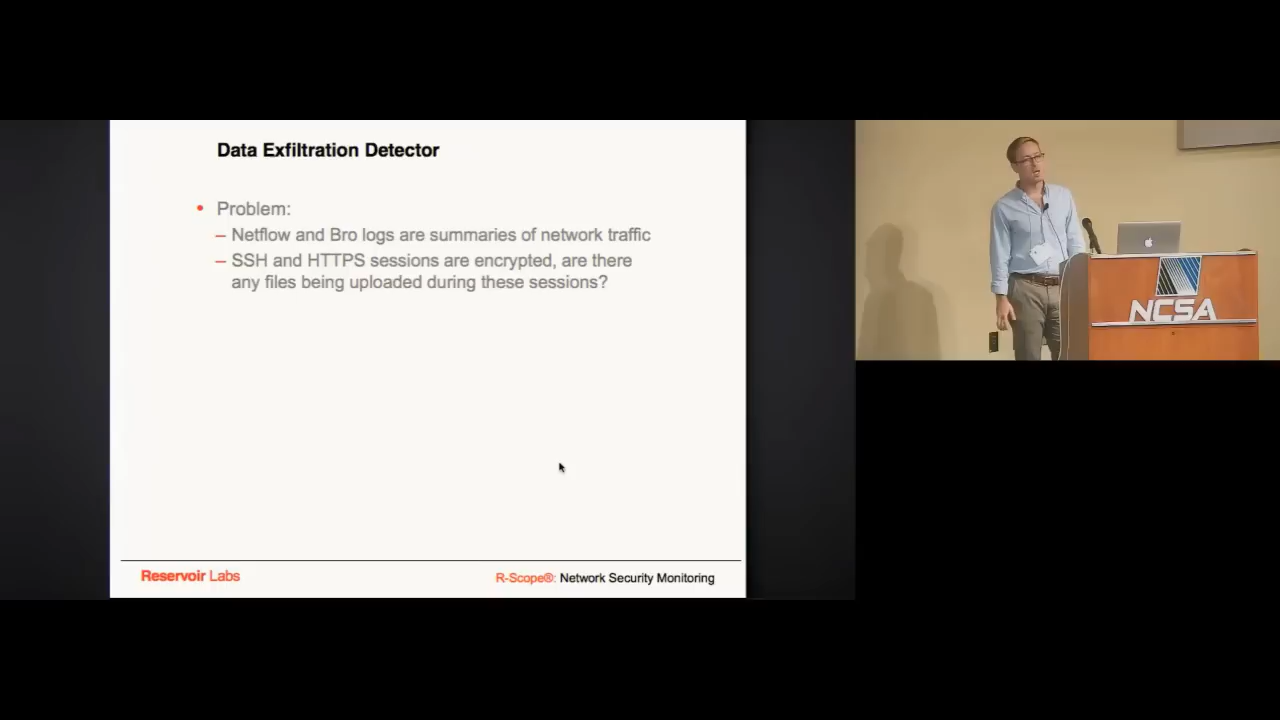 Data Exfiltration Detector
• Problem:
– Netflow and Bro logs are summaries of network traffic
– SSH and HTTPS sessions are encrypted, are there
any files being uploaded during these sessions?
Reservoir Labs
R-Scope®: Network Security Monitoring
NCSA